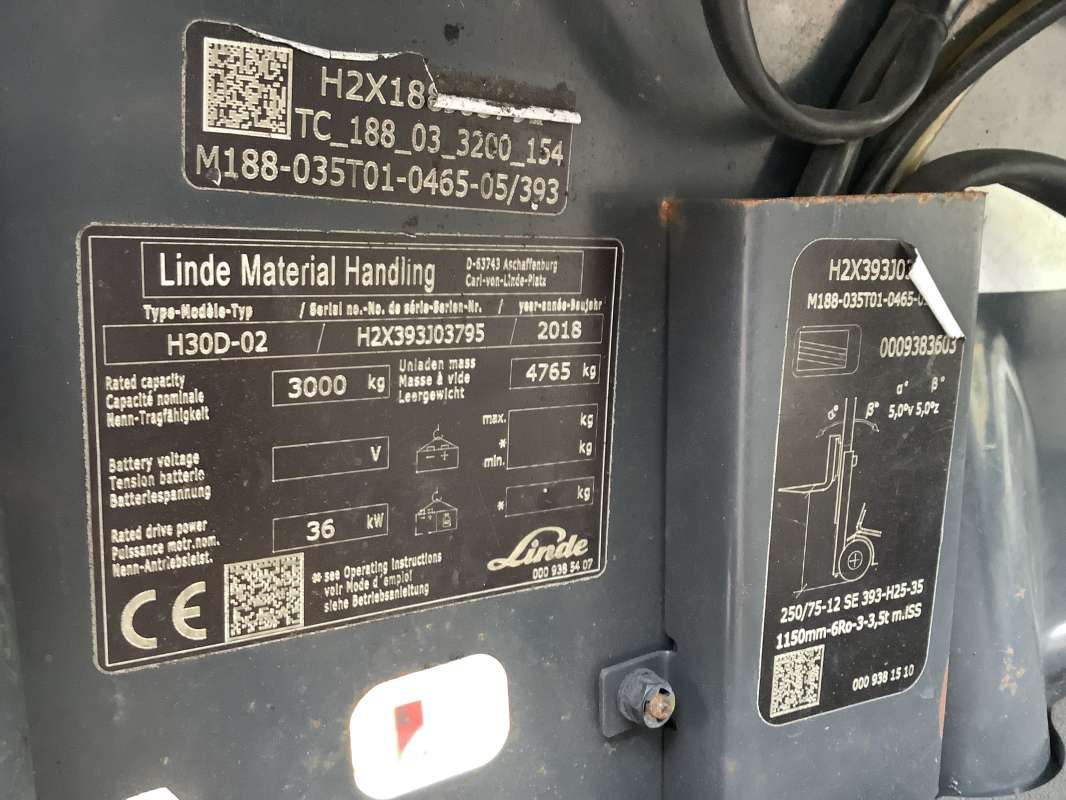 H2X188
TC_188_03_3200_154
M188-035T01-0465-05/393
Linde Material Handling
D-63743 Aschaffenburg
Carl-von-Linde-Platz
Type-Modèle-Typ / Serial no.-No. de série-Serien-Nr. / year-année-Baujahr
H30D-02 / H2X393J03795 / 2018
Rated capacity
Capacité nominale
Nenn-Tragfähigkeit
3000 kg
Unladen mass
Masse à vide
Leergewicht
4765 kg
Battery voltage
Tension batterie
Batteriespannung
V
max. kg
* kg
min.
Rated drive power
Puissance motr.nom.
Nenn-Antriebsleist.
36 kW
* kg
* see Operating Instructions
voir Mode d'emploi
siehe Betriebsanleitung
Linde
000 938 54 07
CE
H2X393J03
M188-035T01-0465-0
0009383603
α° β°
5,0°v 5,0°z
α° β°
250/75-12 SE 393-H25-35
1150mm-6Ro-3-3,5t m.ISS
000 938 15 10